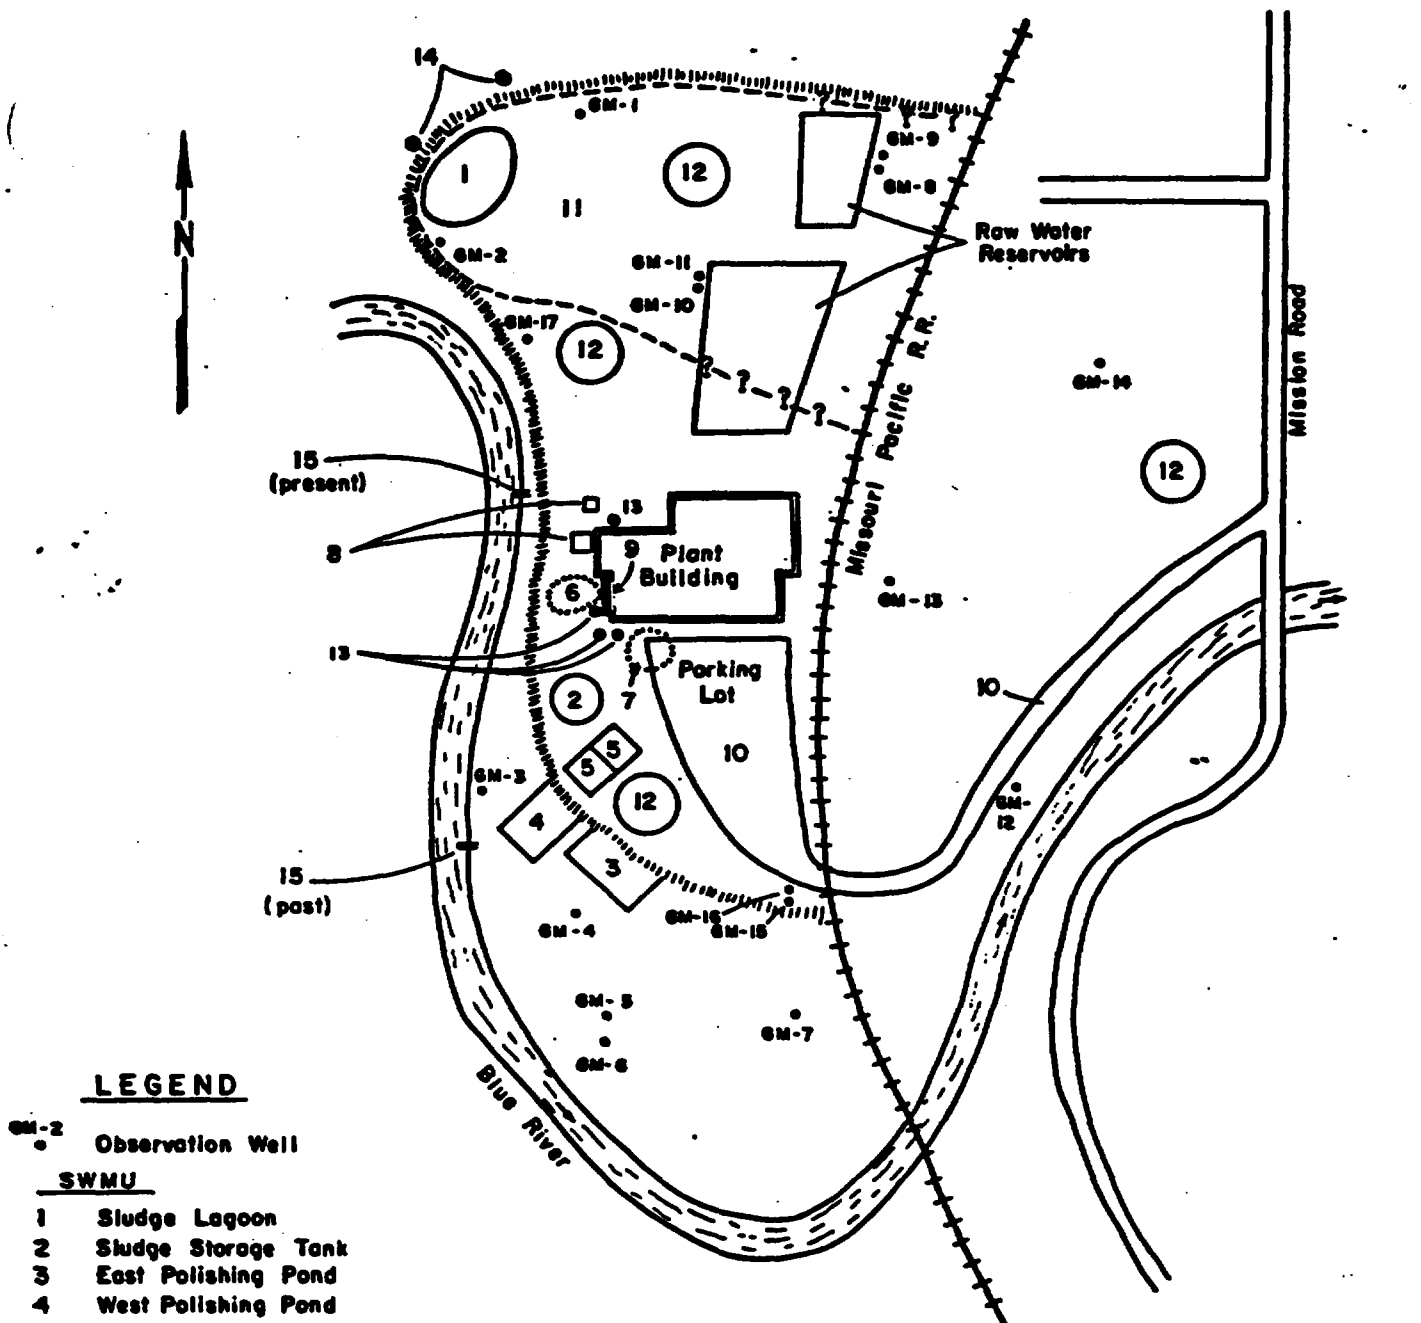 14
GM-1
GM-9
1
12
GM-8
11
N
Raw Water
Reservoirs
GM-2
GM-11
GM-10
Mission Road
GM-17
12
?
?
?
?
?
?
?
Missouri Pacific R.R.
GM-14
15
(present)
12
13
8
9
Plant
Building
6
GM-13
13
7
Parking
Lot
2
10
5
5
10
GM-3
12
GM-
12
4
3
15
(past)
GM-16
GM-15
GM-4
GM-5
GM-7
GM-6
Blue River
LEGEND
GM-2
Observation Well
SWMU
1 Sludge Lagoon
2 Sludge Storage Tank
3 East Polishing Pond
4 West Polishing Pond